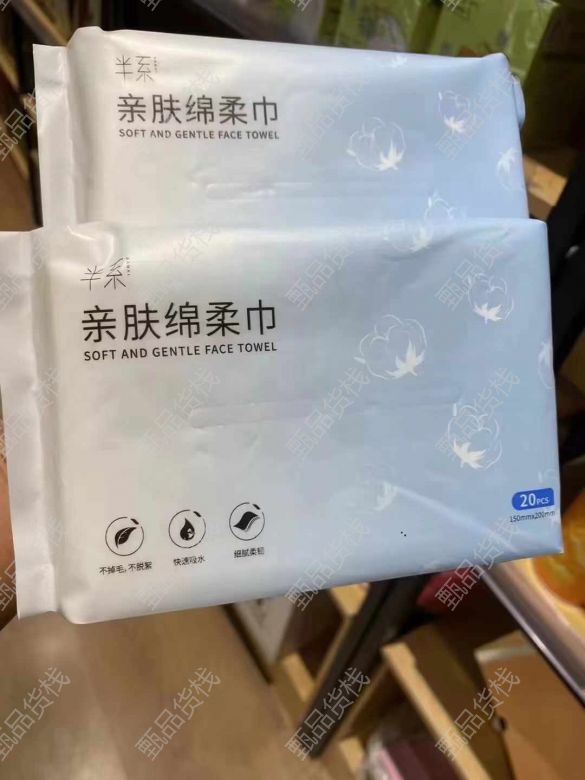 半系
亲肤绵柔巾
SOFT AND GENTLE FACE TOWEL
半系
亲肤绵柔巾
SOFT AND GENTLE FACE TOWEL
20PCS
150mmx200mm
不掉毛,不脱絮
快速吸水
细腻柔韧
甄品货栈